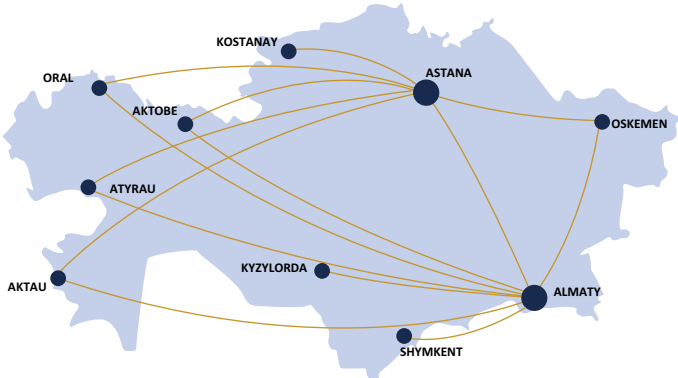 KOSTANAY
ASTANA
ORAL
AKTOBE
OSKEMEN
ATYRAU
KYZYLORDA
AKTAU
ALMATY
SHYMKENT